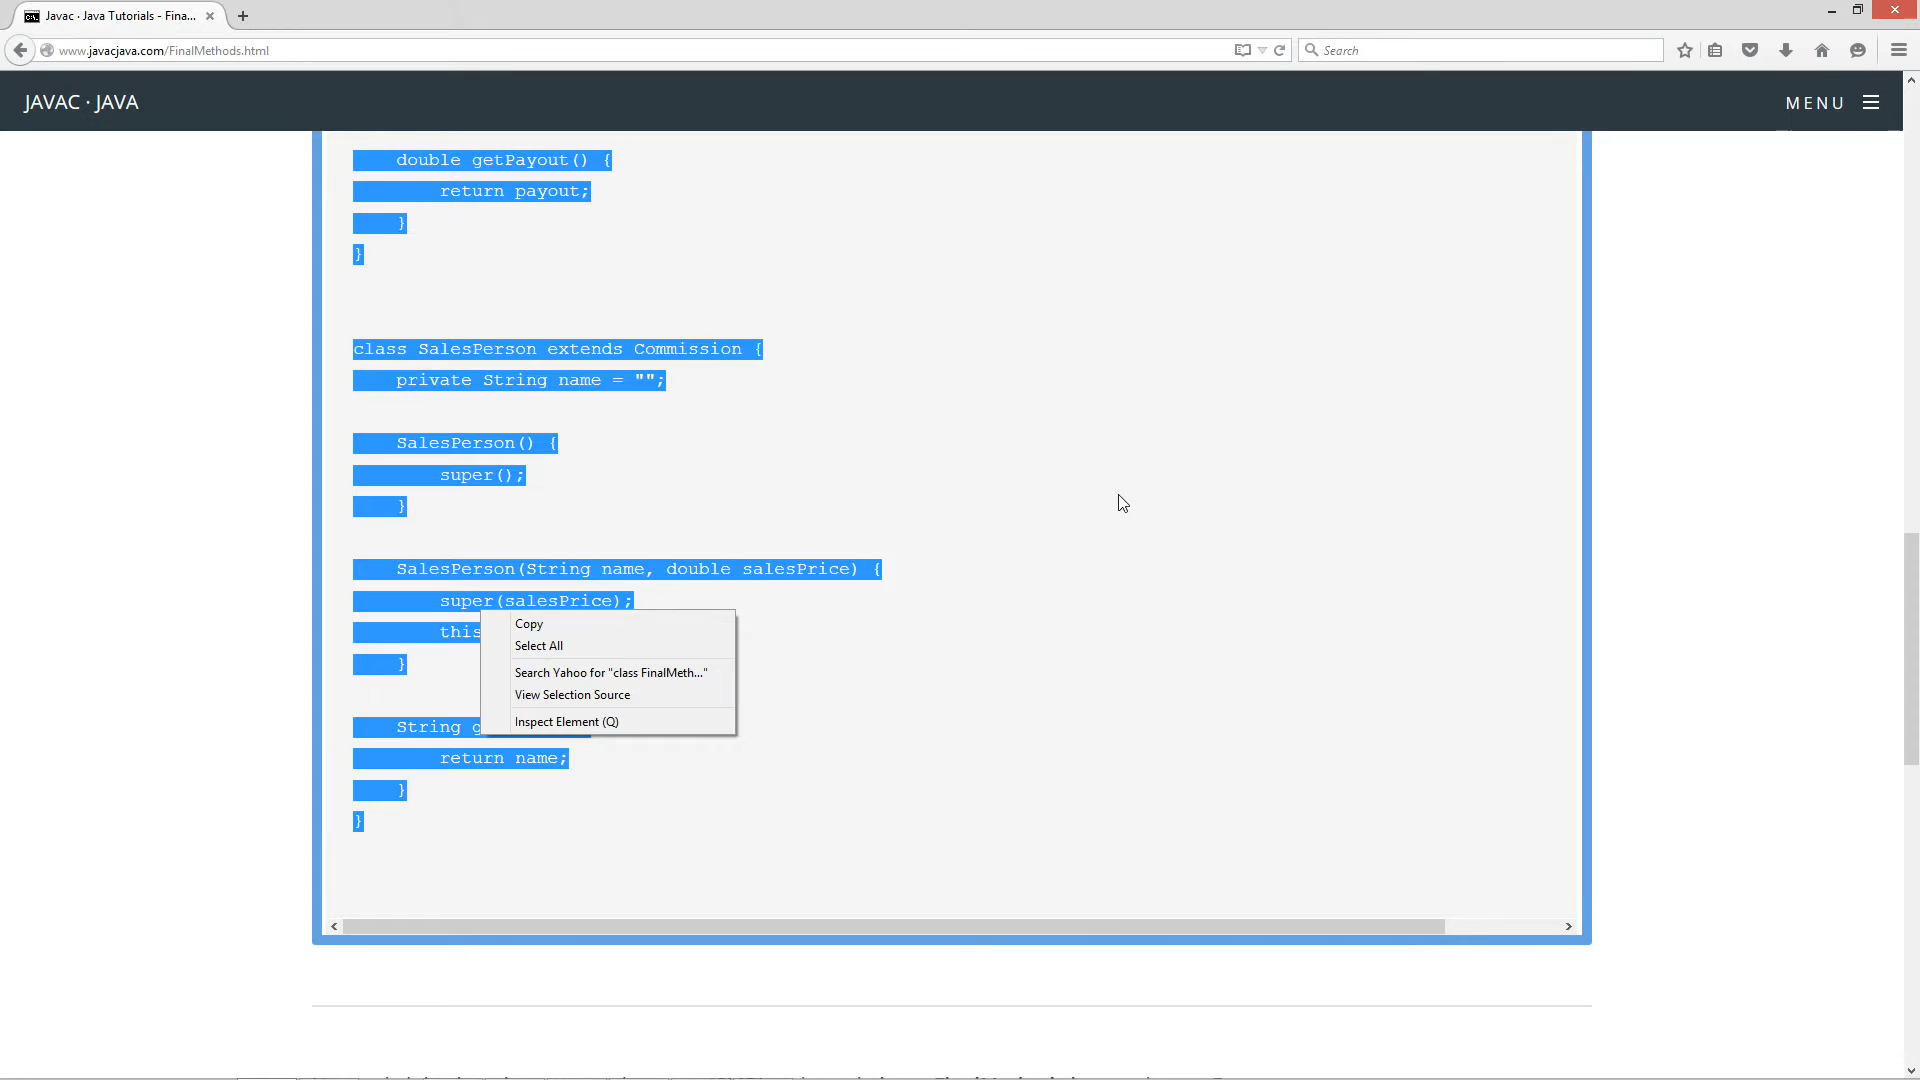 Javac · Java Tutorials - Fina...
www.javacjava.com/FinalMethods.html
Search
JAVAC · JAVA
MENU
double getPayout() {
return payout;
}
}
class SalesPerson extends Commission {
private String name = "";
SalesPerson() {
super();
}
SalesPerson(String name, double salesPrice) {
super(salesPrice);
this
}
String
return name;
}
}
Copy
Select All
Search Yahoo for "class FinalMeth..."
View Selection Source
Inspect Element (Q)